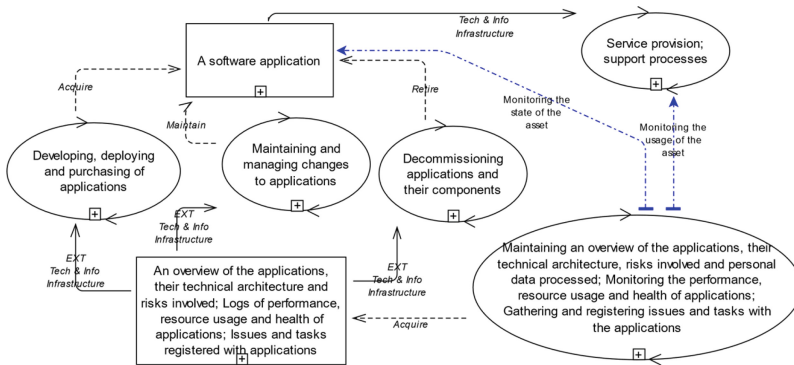 Tech & Info
Infrastructure
A software application
Service provision;
support processes
Acquire
Maintain
Retire
Monitoring the
state of the
asset
Monitoring the
usage of the
asset
Developing, deploying
and purchasing of
applications
Maintaining and
managing changes
to applications
Decommissioning
applications and
their components
EXT
Tech & Info
Infrastructure
EXT
Tech & Info
Infrastructure
EXT
Tech & Info
Infrastructure
An overview of the applications,
their technical architecture and
risks involved; Logs of performance,
resource usage and health of
applications; Issues and tasks
registered with applications
Acquire
Maintaining an overview of the applications, their
technical architecture, risks involved and personal
data processed; Monitoring the performance,
resource usage and health of applications;
Gathering and registering issues and tasks with
the applications